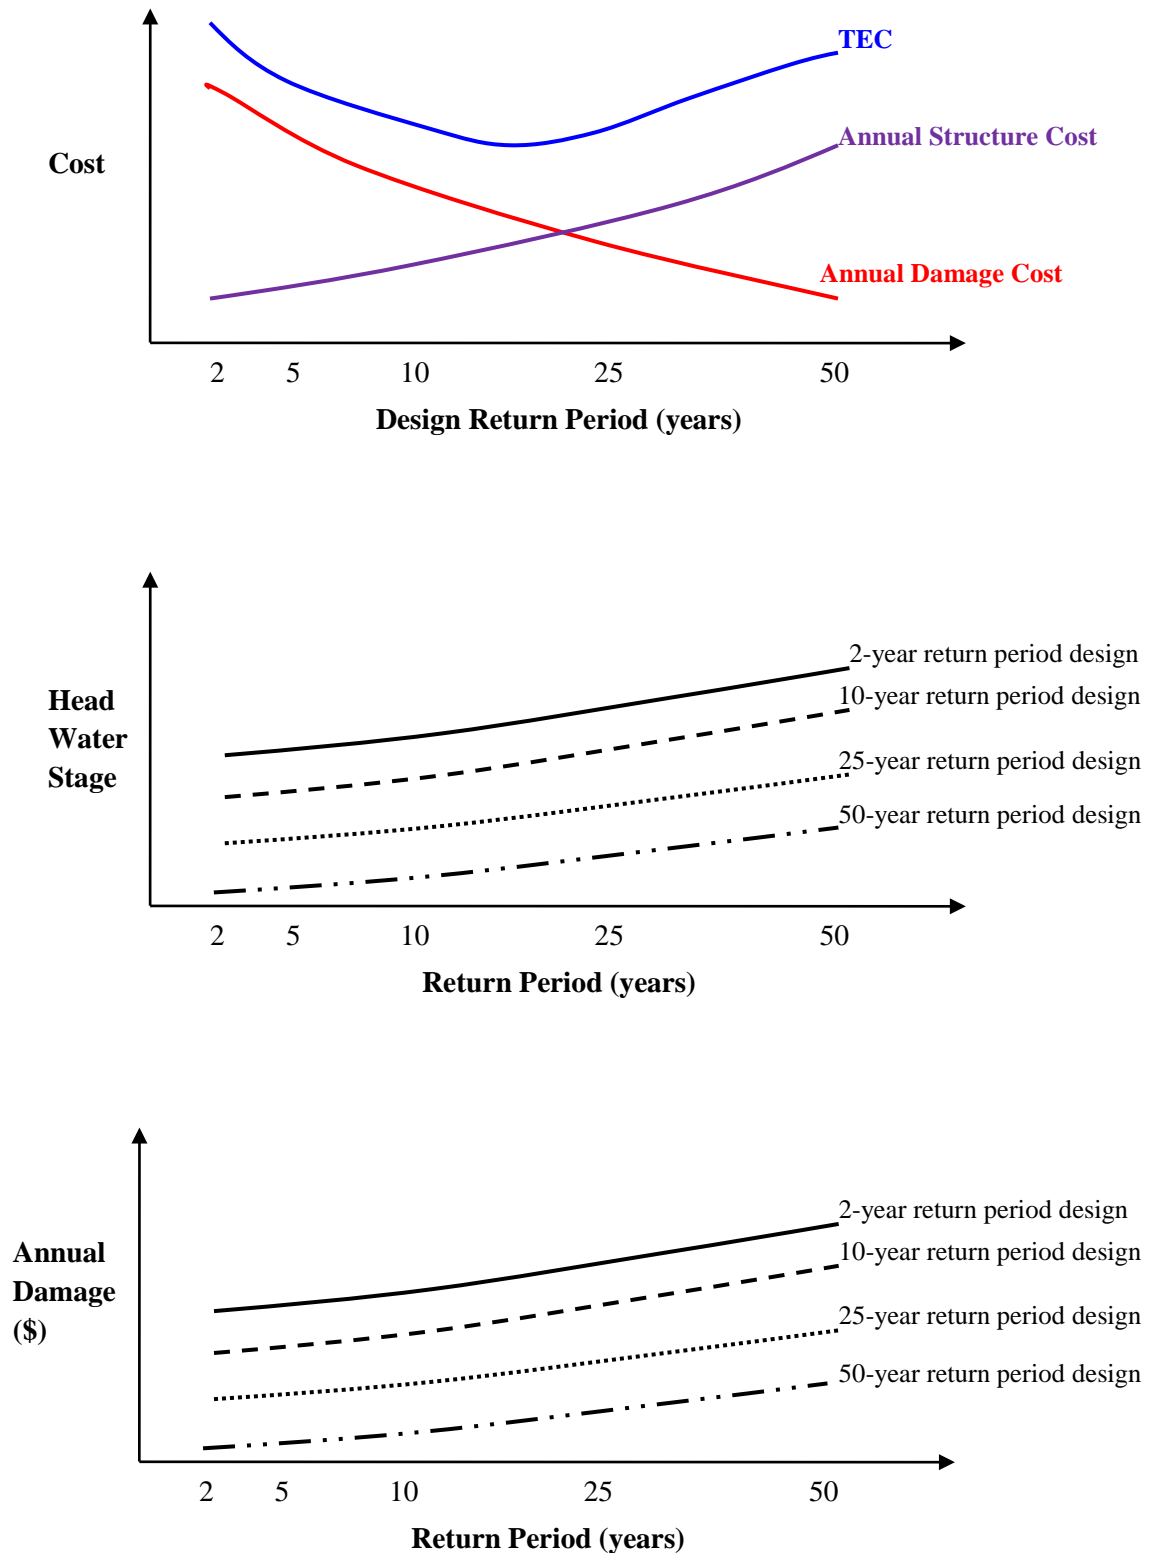 TEC
Annual Structure Cost
Cost
Annual Damage Cost
2 5 10 25 50
Design Return Period (years)
2-year return period design
Head
10-year return period design
Water
Stage
25-year return period design
50-year return period design
2 5 10 25 50
Return Period (years)
2-year return period design
Annual
10-year return period design
Damage
($)
25-year return period design
50-year return period design
2 5 10 25 50
Return Period (years)